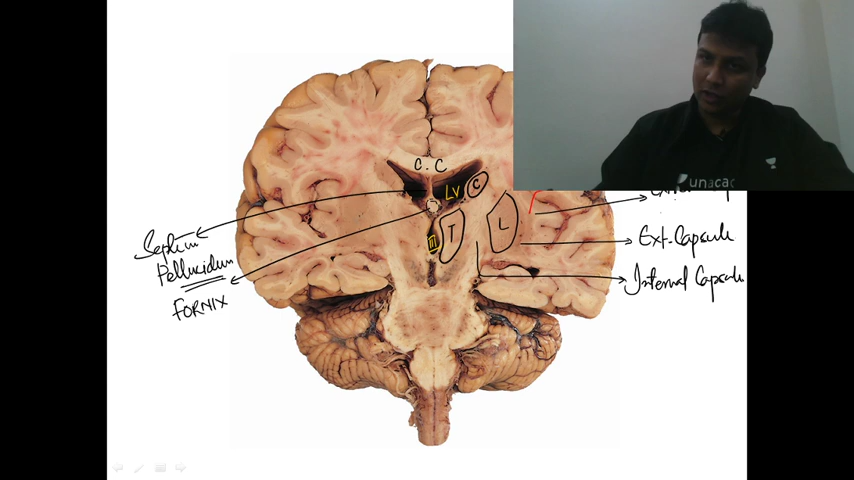 C.C
LV
C
Septum
Pellucidum
FORNIX
III
T
L
Ext. Capsule
Internal Capsule
unacad